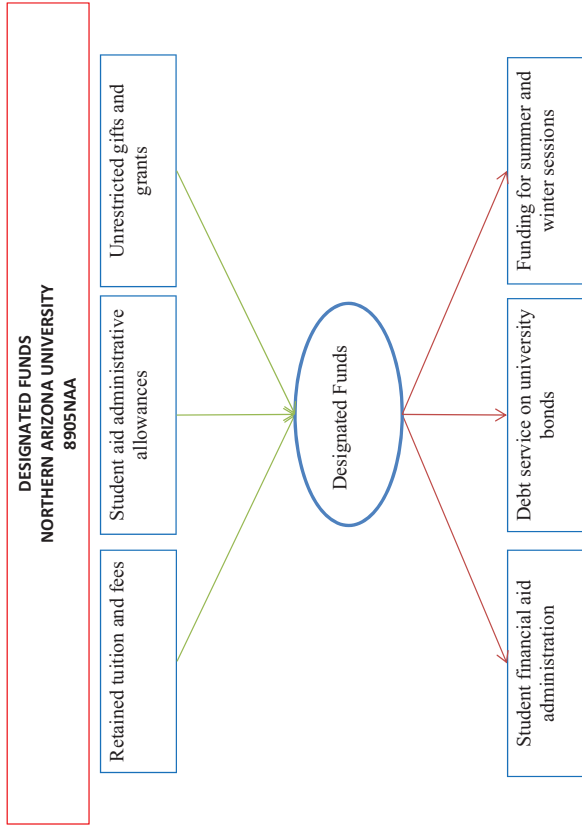 DESIGNATED FUNDS
NORTHERN ARIZONA UNIVERSITY
8905NAA
Retained tuition and fees
Student aid administrative
allowances
Unrestricted gifts and
grants
Designated Funds
Student financial aid
administration
Debt service on university
bonds
Funding for summer and
winter sessions